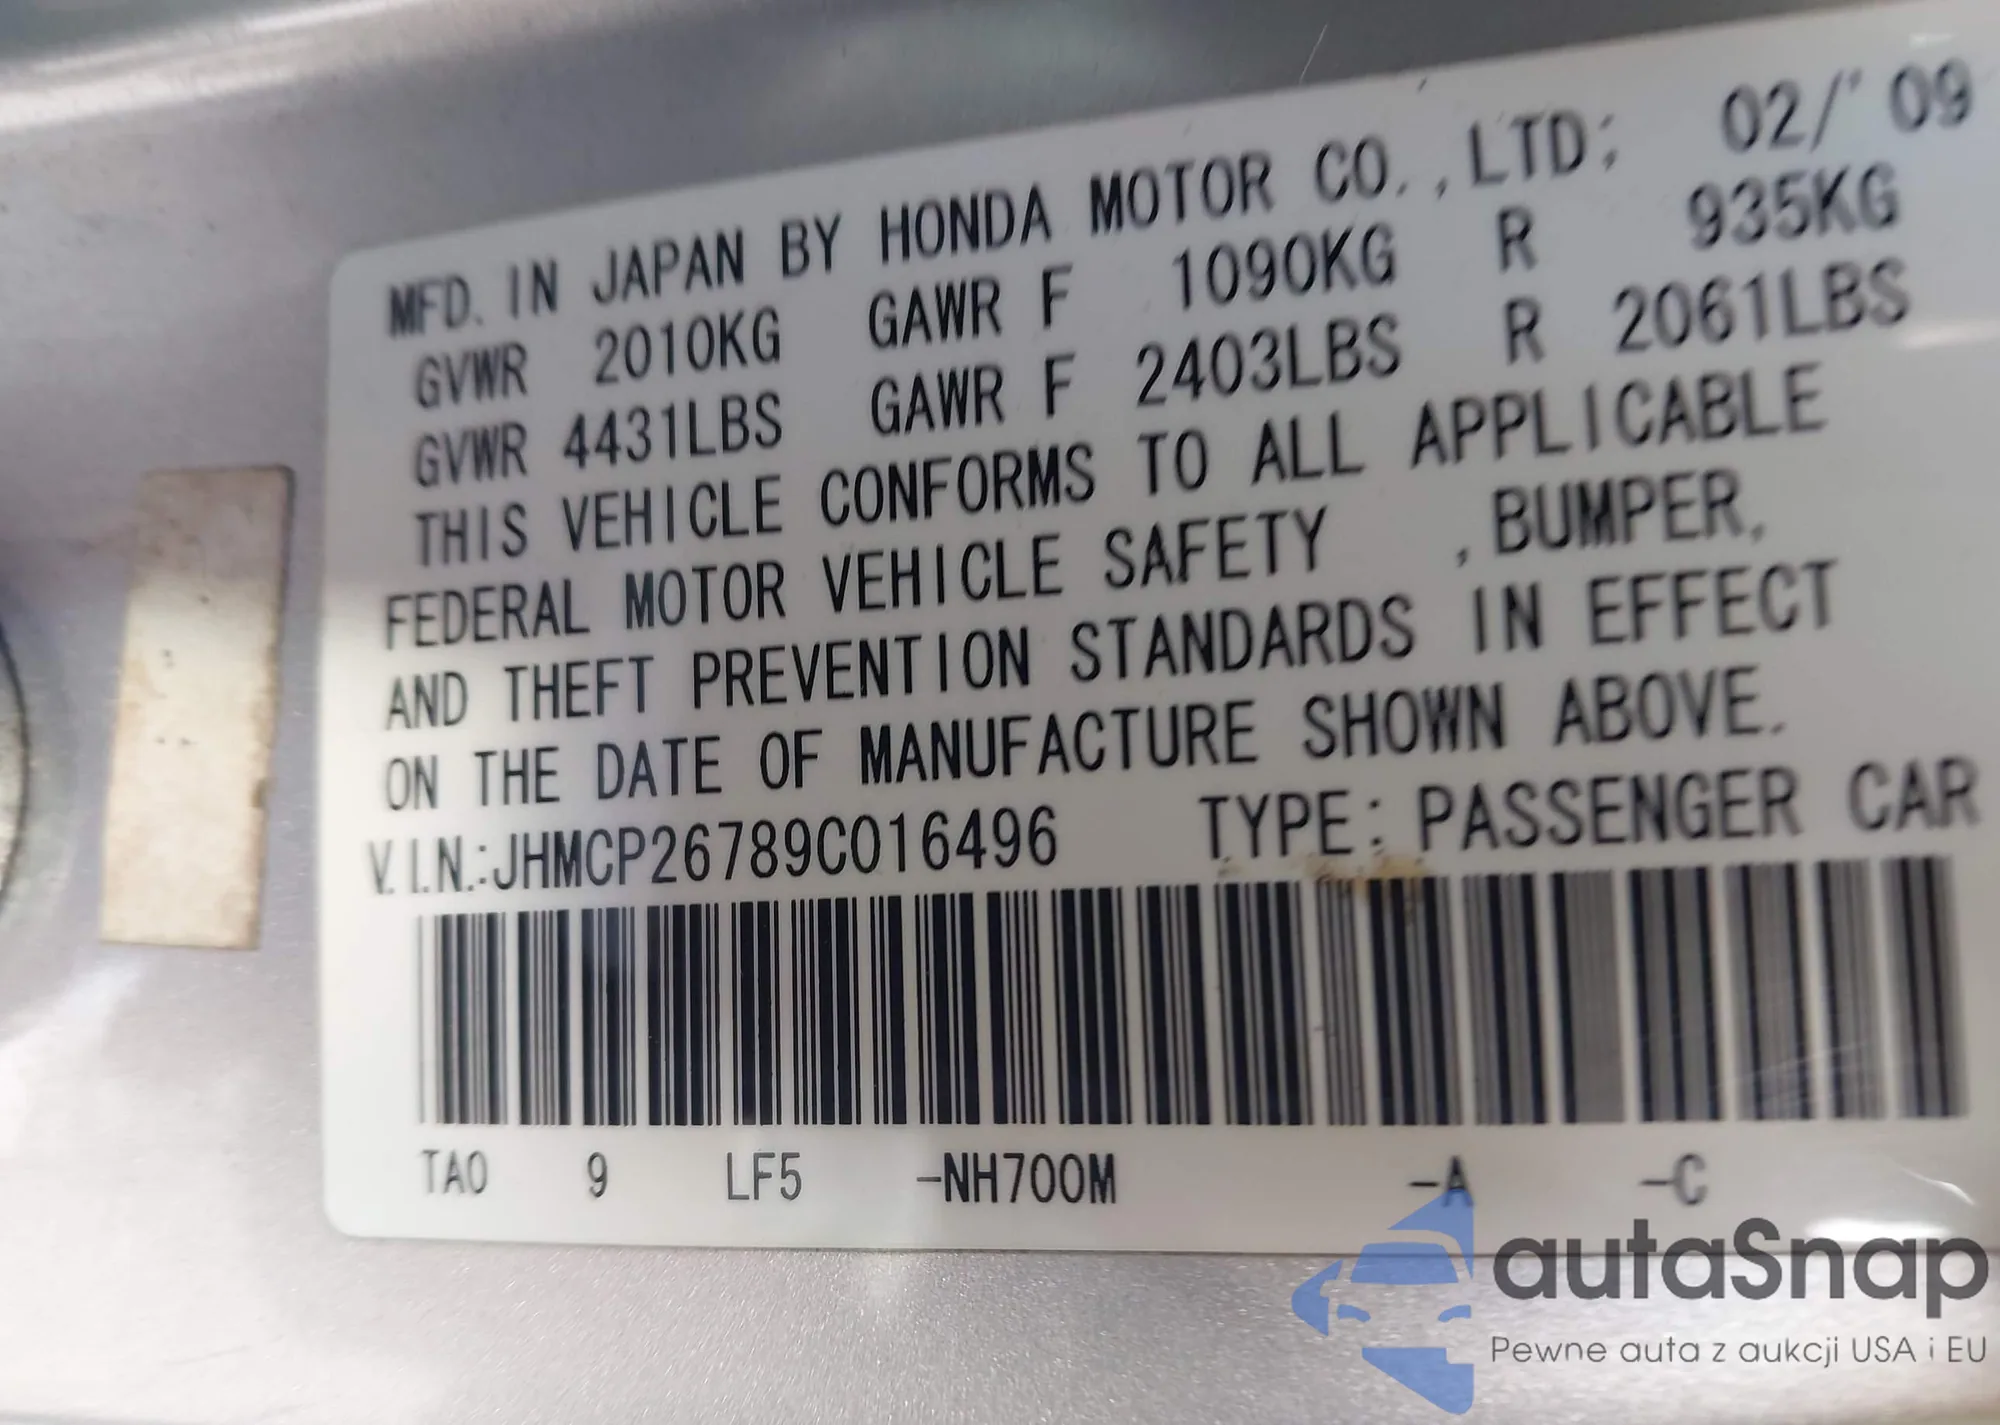 MFD. IN JAPAN BY HONDA MOTOR CO.,LTD; 02/'09
GVWR 2010KG GAWR F 1090KG R 935KG
GVWR 4431LBS GAWR F 2403LBS R 2061LBS
THIS VEHICLE CONFORMS TO ALL APPLICABLE
FEDERAL MOTOR VEHICLE SAFETY ,BUMPER,
AND THEFT PREVENTION STANDARDS IN EFFECT
ON THE DATE OF MANUFACTURE SHOWN ABOVE.
V.I.N.:JHMCP26789C016496 TYPE: PASSENGER CAR
TA0 9 LF5 -NH700M -A -C
autaSnap
Pewne auta z aukcji USA i EU